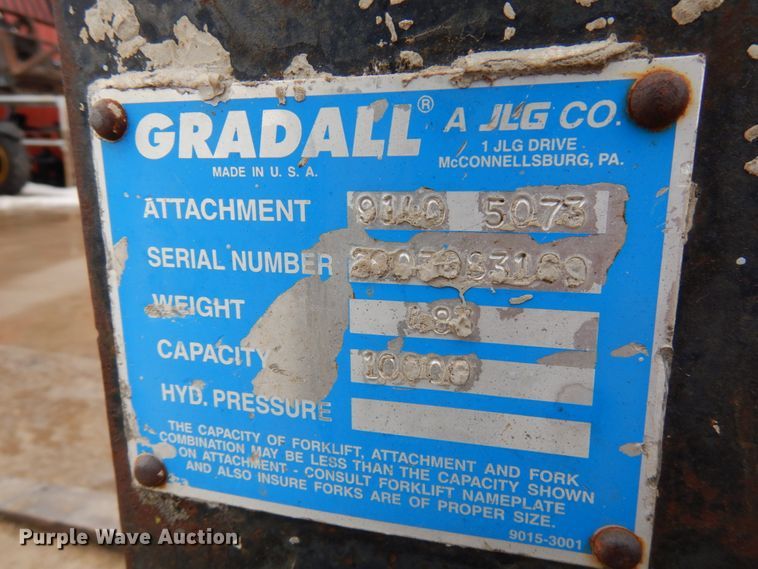 GRADALL® A JLG CO.
MADE IN U.S.A. 1 JLG DRIVE
McCONNELLSBURG, PA.
ATTACHMENT 9140 5073
SERIAL NUMBER
WEIGHT
CAPACITY 10000
HYD. PRESSURE
THE CAPACITY OF FORKLIFT, ATTACHMENT AND FORK
COMBINATION MAY BE LESS THAN THE CAPACITY SHOWN
ON ATTACHMENT - CONSULT FORKLIFT NAMEPLATE
AND ALSO INSURE FORKS ARE OF PROPER SIZE.
9015-3001
Purple Wave Auction